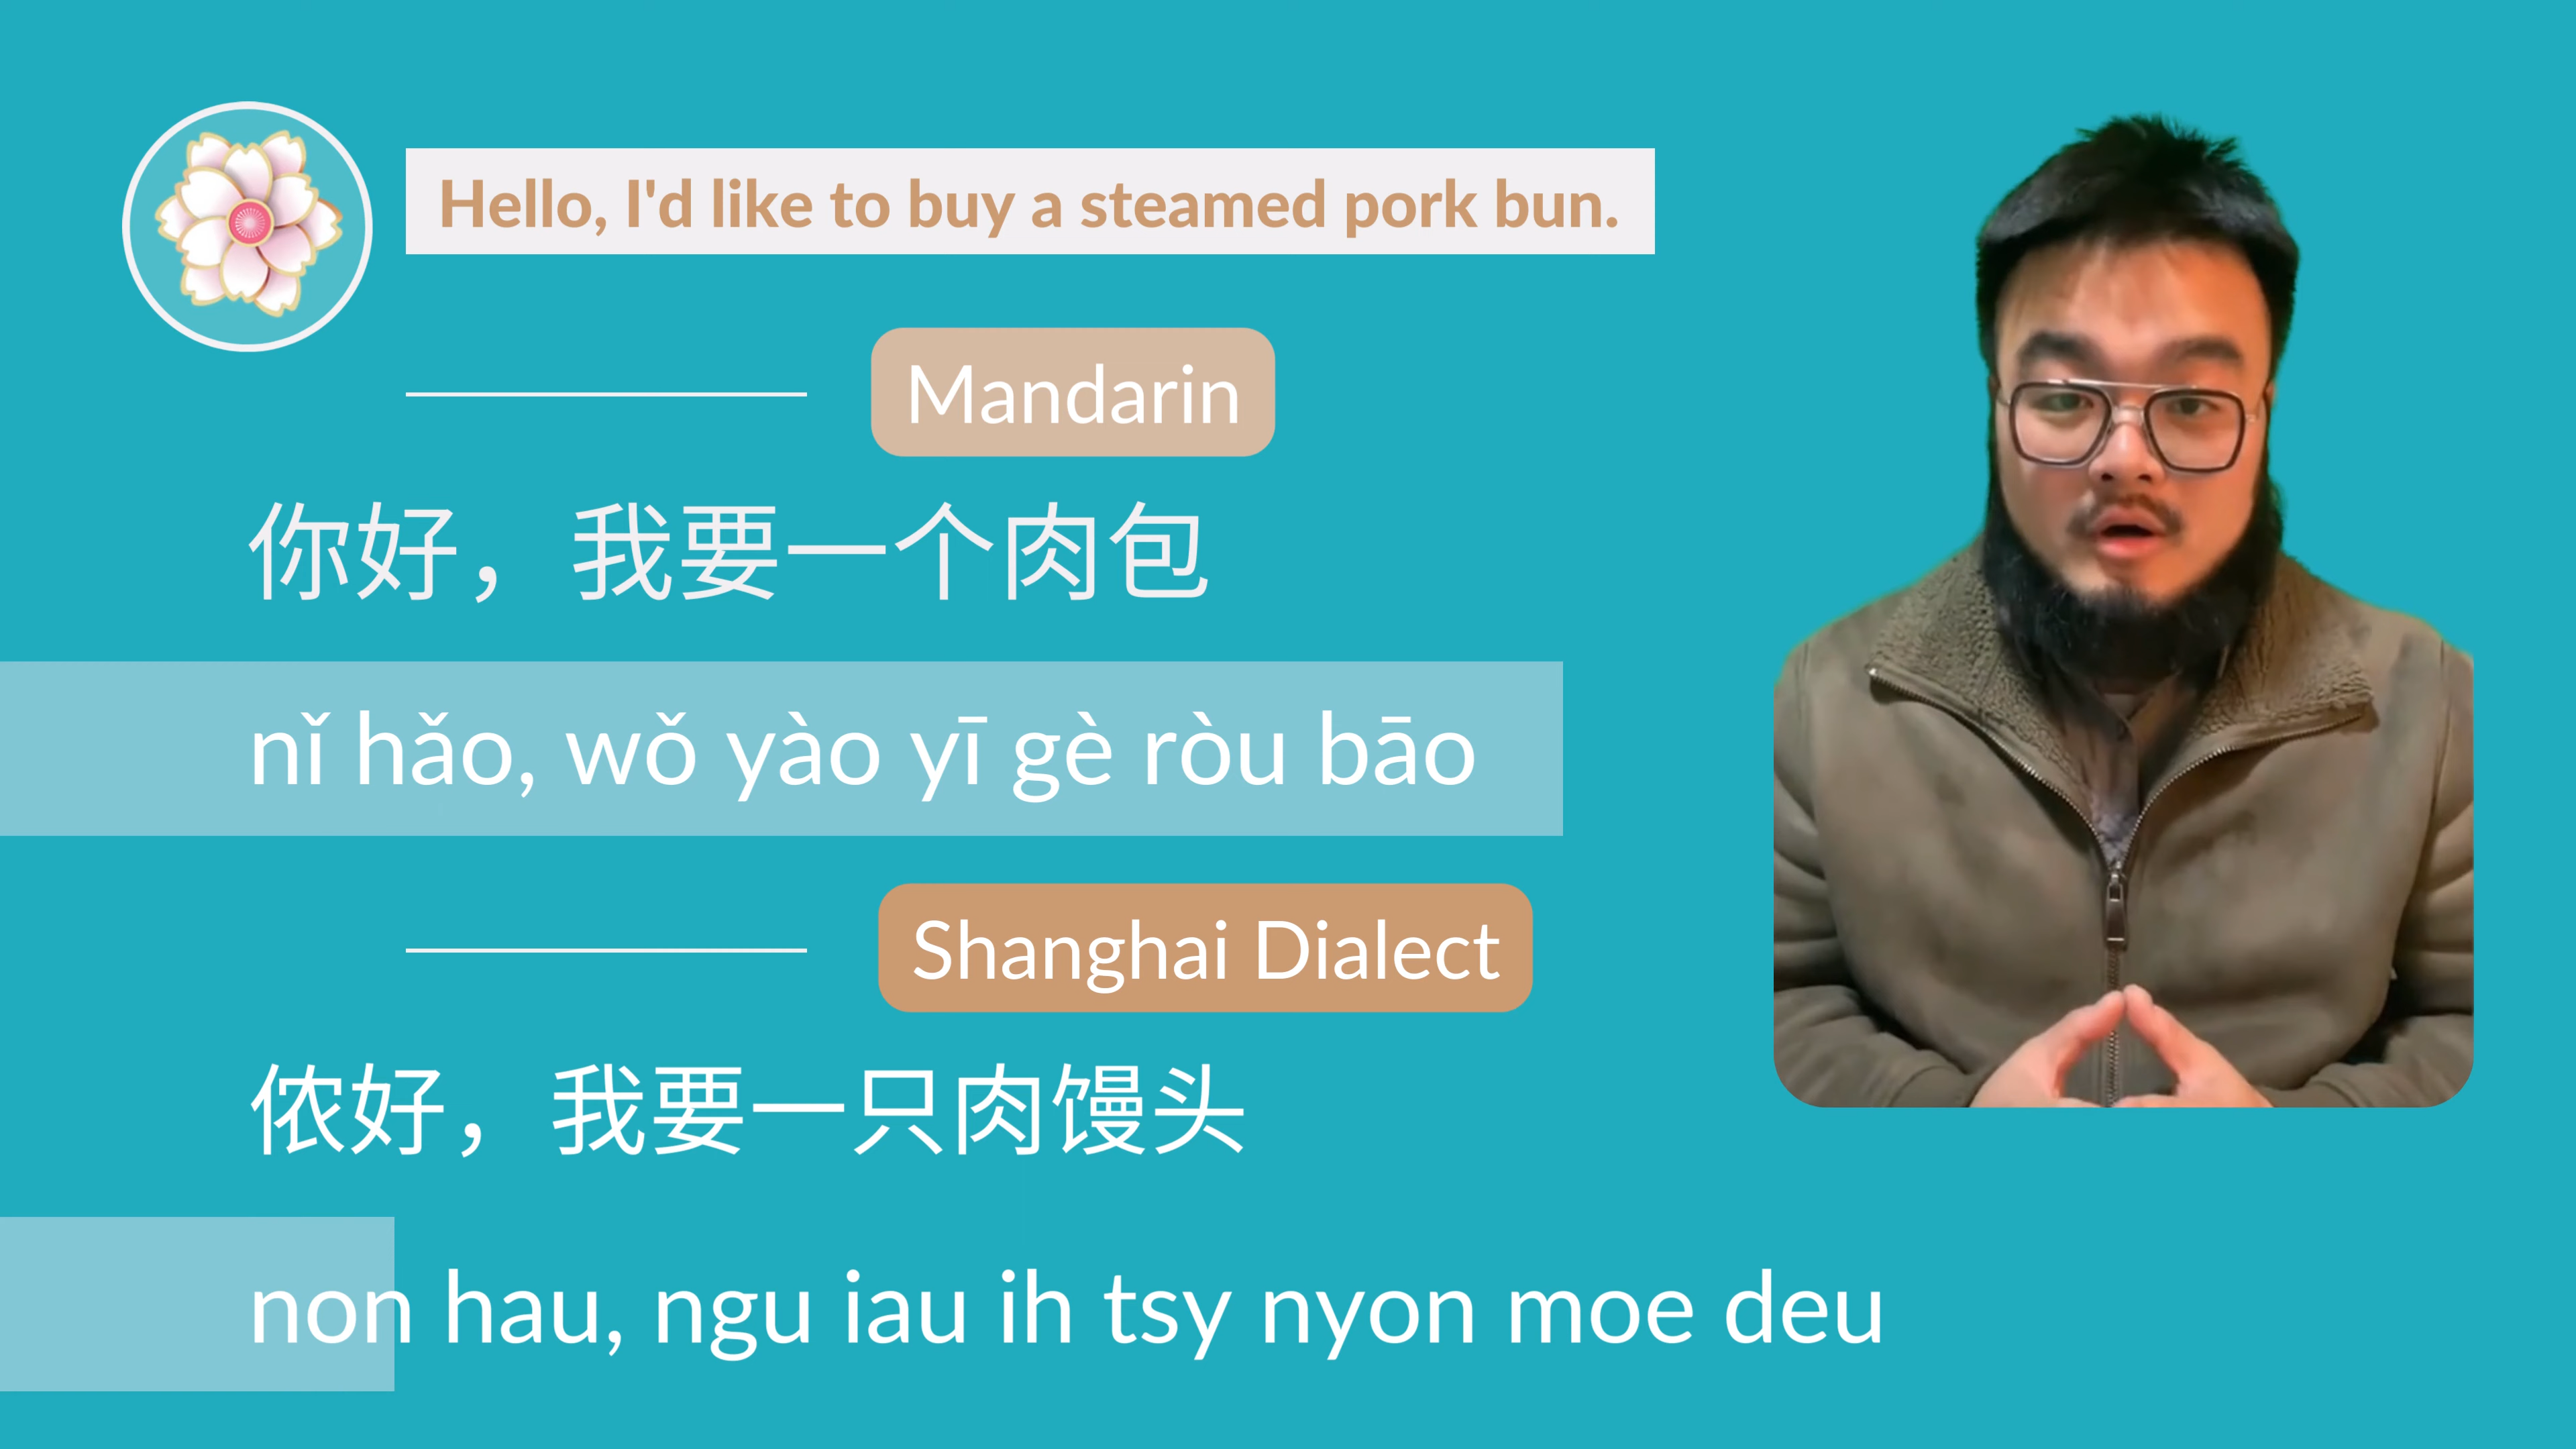 Hello, I'd like to buy a steamed pork bun.
Mandarin
你好，我要一个肉包
nǐ hǎo, wǒ yào yī gè ròu bāo
Shanghai Dialect
侬好，我要一只肉馒头
non hau, ngu iau ih tsy nyon moe deu